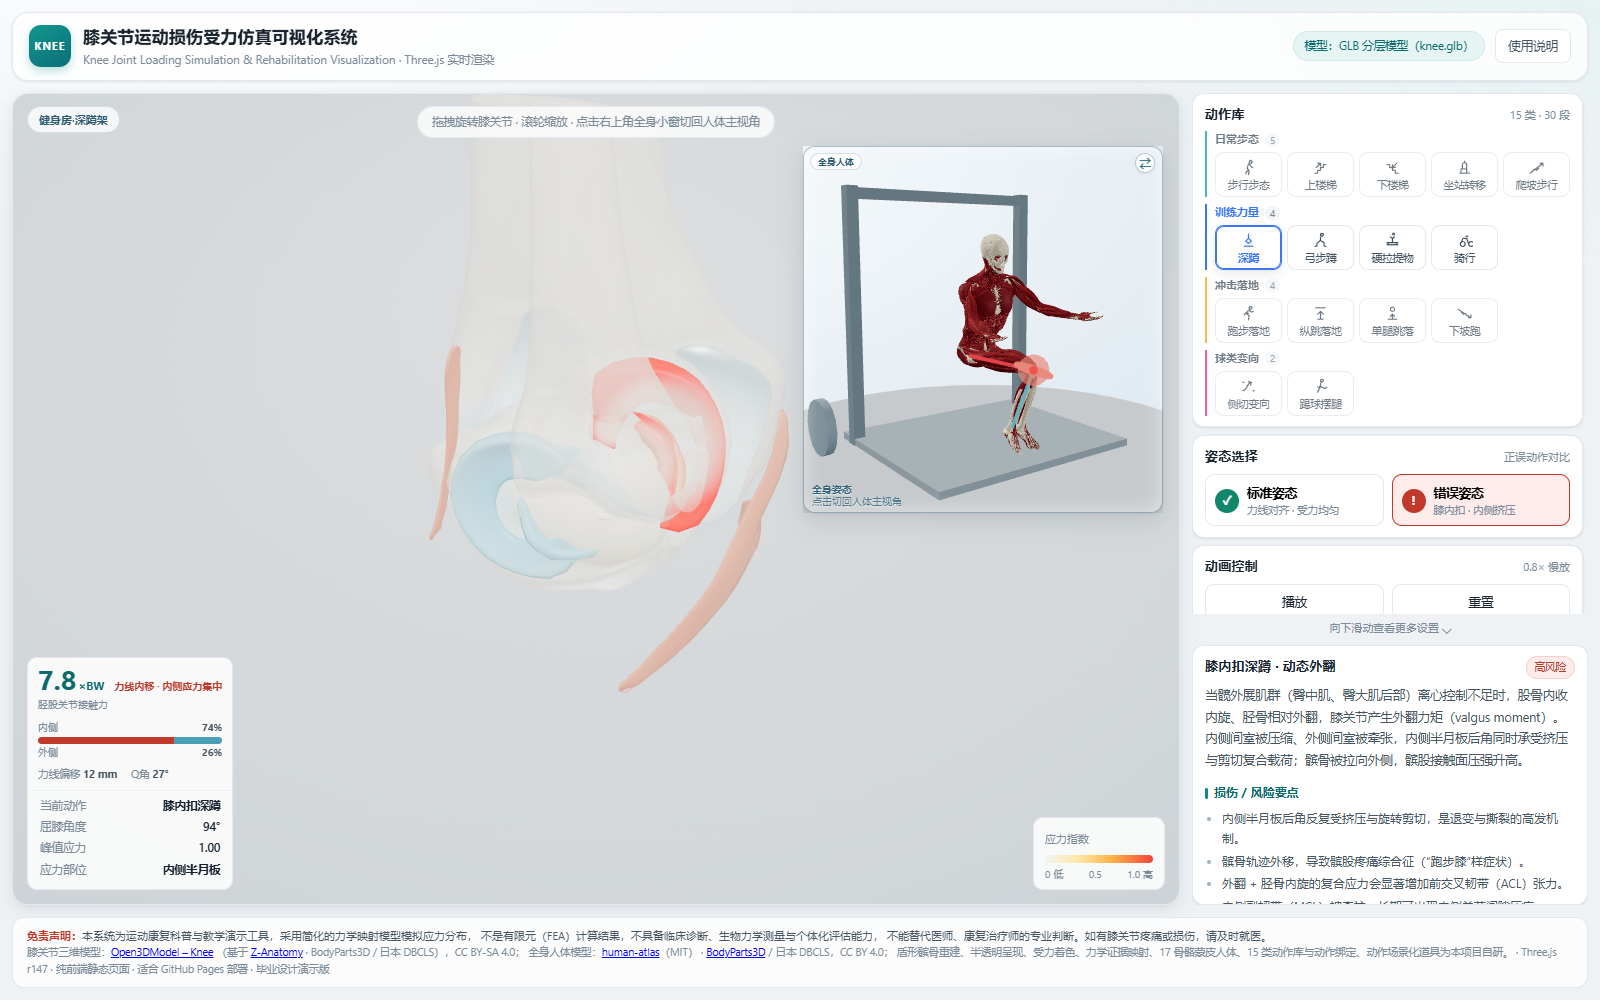 KNEE
膝关节运动损伤受力仿真可视化系统
Knee Joint Loading Simulation & Rehabilitation Visualization · Three.js 实时渲染
模型：GLB 分层模型（knee.glb）
使用说明
健身房·深蹲架
拖拽旋转膝关节 · 滚轮缩放 · 点击右上角全身小窗切回人体主视角
全身人体
全身姿态
点击切回人体主视角
7.8 ×BW 力线内移 · 内侧应力集中
胫股关节接触力
内侧 74%
外侧 26%
力线偏移 12 mm Q角 27°
当前动作 膝内扣深蹲
屈膝角度 94°
峰值应力 1.00
应力部位 内侧半月板
应力指数
0 低 0.5 1.0 高
动作库 15 类 · 30 段
日常步态 5
步行步态 上楼梯 下楼梯 坐站转移 爬坡步行
训练力量 4
深蹲 弓步蹲 硬拉提物 骑行
冲击落地 4
跑步落地 纵跳落地 单腿跳落 下坡跑
球类变向 2
侧切变向 踢球摆腿
姿态选择 正误动作对比
标准姿态
力线对齐 · 受力均匀
错误姿态
膝内扣 · 内侧挤压
动画控制 0.8× 慢放
播放 重置
向下滑动查看更多设置
膝内扣深蹲 · 动态外翻 高风险
当髋外展肌群（臀中肌、臀大肌后部）离心控制不足时，股骨内收
内旋、胫骨相对外翻，膝关节产生外翻力矩（valgus moment）。
内侧间室被压缩、外侧间室被牵张，内侧半月板后角同时承受挤压
与剪切复合载荷；髌骨被拉向外侧，髌股接触面压强升高。
损伤 / 风险要点
内侧半月板后角反复受挤压与旋转剪切，是退变与撕裂的高发机
制。
髌骨轨迹外移，导致髌股疼痛综合征（“跑步膝”样症状）。
外翻 + 胫骨内旋的复合应力会显著增加前交叉韧带（ACL）张力。
免责声明：本系统为运动康复科普与教学演示工具，采用简化的力学映射模型模拟应力分布，不是有限元（FEA）计算结果，不具备临床诊断、生物力学测量与个体化评估能力，不能替代医师、康复治疗师的专业判断。如有膝关节疼痛或损伤，请及时就医。
膝关节三维模型：Open3DModel – Knee （基于 Z-Anatomy · BodyParts3D / 日本 DBCLS），CC BY-SA 4.0； 全身人体模型：human-atlas（MIT） · BodyParts3D / 日本 DBCLS，CC BY 4.0； 盾形髌骨重建、半透明呈现、受力着色、力学证据映射、17 骨骼蒙皮人体、15 类动作库与动作绑定、动作场景化道具为本项目自研。 · Three.js
r147 · 纯前端静态页面 · 适合 GitHub Pages 部署 · 毕业设计演示版